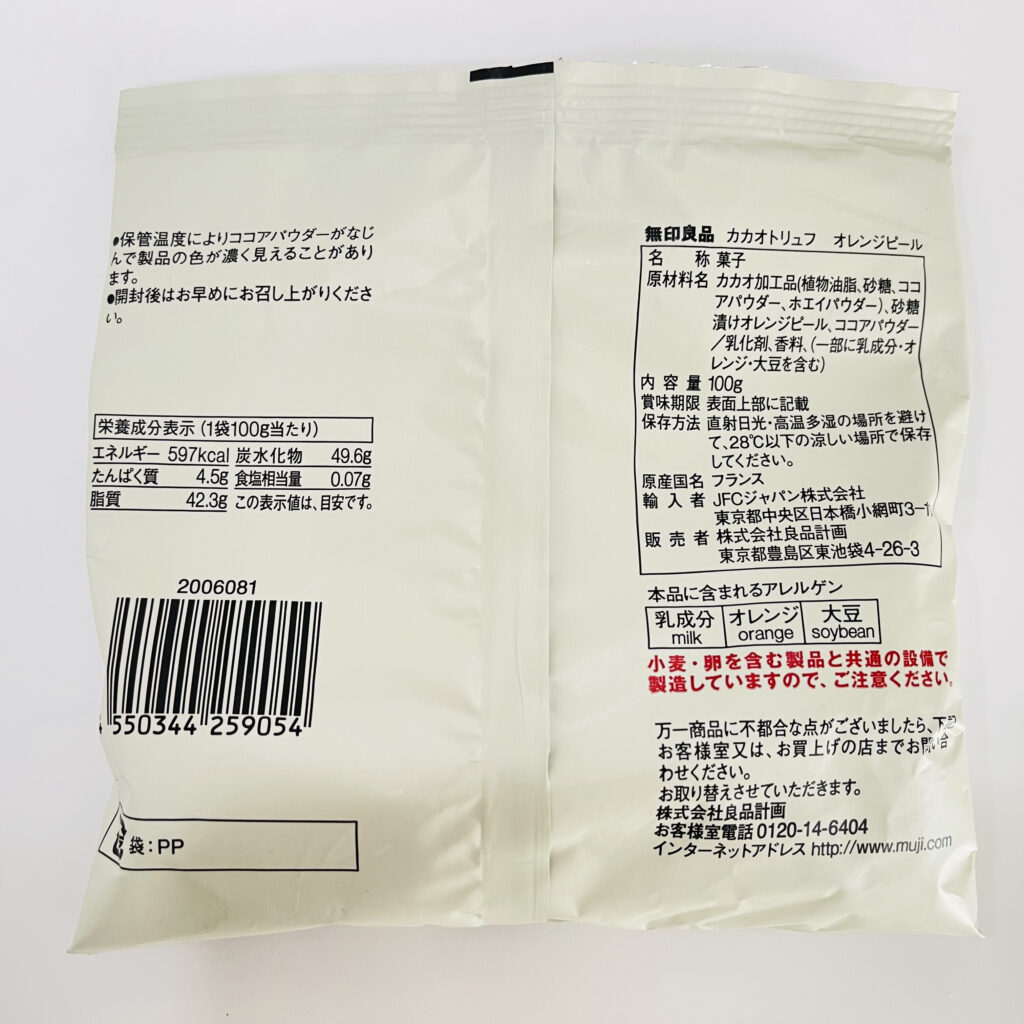 ●保管温度によりココアパウダーがなじ
んで製品の色が濃く見えることがあり
ます。
●開封後はお早めにお召し上がりくださ
い。
栄養成分表示(1袋100g当たり)
エネルギー 597kcal 炭水化物 49.6g
たんぱく質 4.5g 食塩相当量 0.07g
脂質 42.3g この表示値は、目安です。
2006081
550344 259054
袋:PP
無印良品 カカオトリュフ オレンジピール
名称 菓子
原材料名 カカオ加工品(植物油脂、砂糖、ココ
アパウダー、ホエイパウダー)、砂糖
漬けオレンジピール、ココアパウダー
/乳化剤、香料、(一部に乳成分・オ
レンジ・大豆を含む)
内容量 100g
賞味期限 表面上部に記載
保存方法 直射日光・高温多湿の場所を避け
て、28℃以下の涼しい場所で保存
してください。
原産国名 フランス
輸入者 JFCジャパン株式会社
東京都中央区日本橋小網町3-11
販売者 株式会社良品計画
東京都豊島区東池袋4-26-3
本品に含まれるアレルゲン
乳成分 オレンジ 大豆
milk orange soybean
小麦・卵を含む製品と共通の設備で
製造していますので、ご注意ください。
万一商品に不都合な点がございましたら、下記
お客様室又は、お買上げの店までお問い合
わせください。
お取り替えさせていただきます。
株式会社良品計画
お客様室電話 0120-14-6404
インターネットアドレス http://www.muji.com